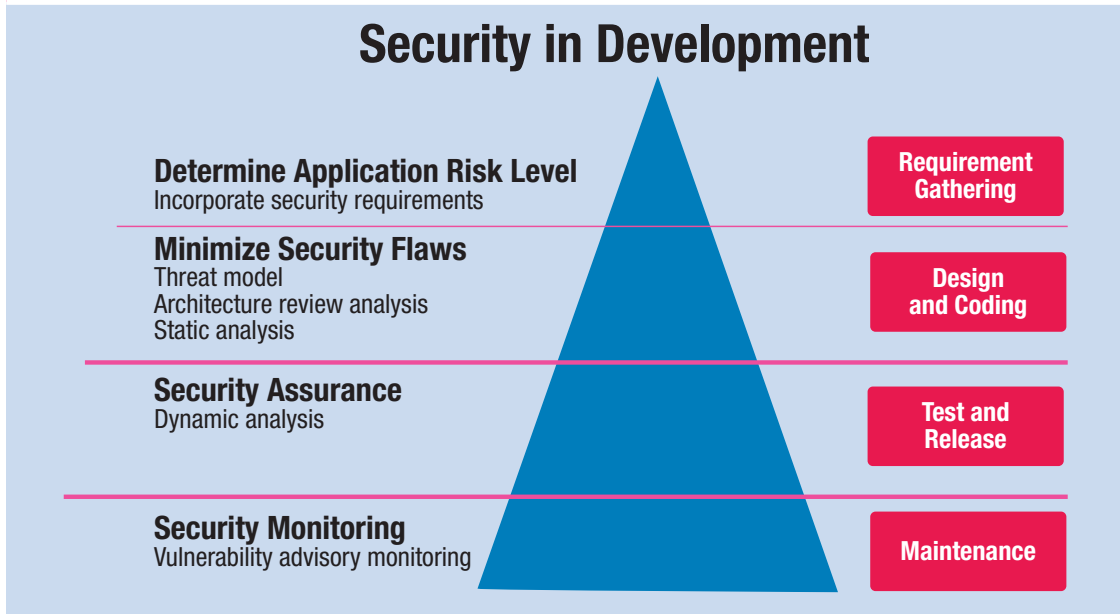 Security in Development
Determine Application Risk Level
Incorporate security requirements
Requirement
Gathering
Minimize Security Flaws
Threat model
Architecture review analysis
Static analysis
Design
and Coding
Security Assurance
Dynamic analysis
Test and
Release
Security Monitoring
Vulnerability advisory monitoring
Maintenance